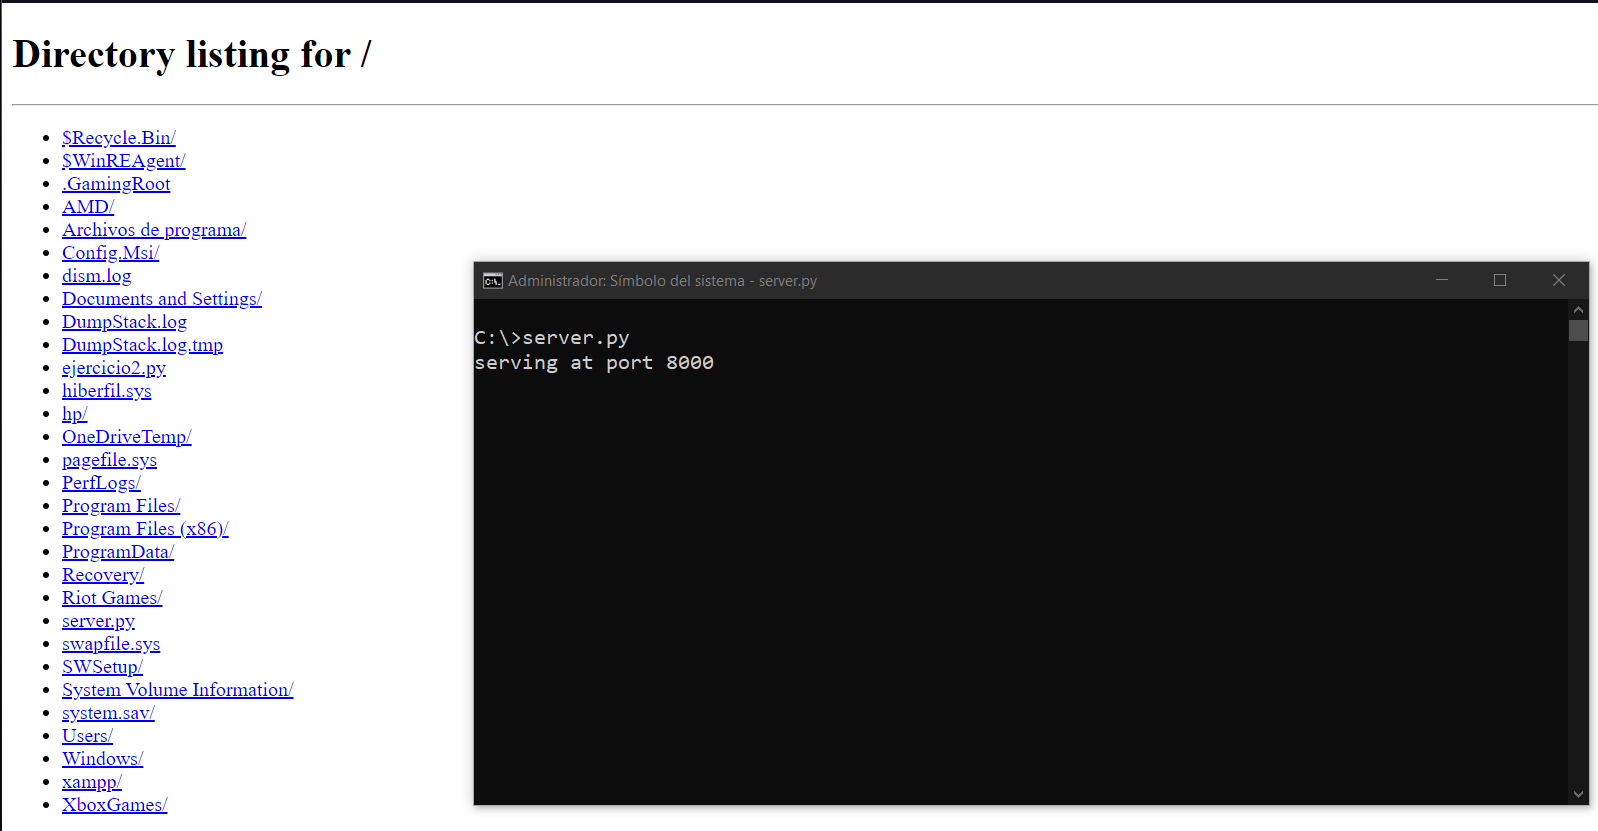 Directory listing for /
$Recycle.Bin/
$WinREAgent/
.GamingRoot
AMD/
Archivos de programa/
Config.Msi/
dism.log
Documents and Settings/
DumpStack.log
DumpStack.log.tmp
ejercicio2.py
hiberfil.sys
hp/
OneDriveTemp/
pagefile.sys
PerfLogs/
Program Files/
Program Files (x86)/
ProgramData/
Recovery/
Riot Games/
server.py
swapfile.sys
SWSetup/
System Volume Information/
system.sav/
Users/
Windows/
xampp/
XboxGames/
Administrador: Símbolo del sistema - server.py
C:\>server.py
serving at port 8000